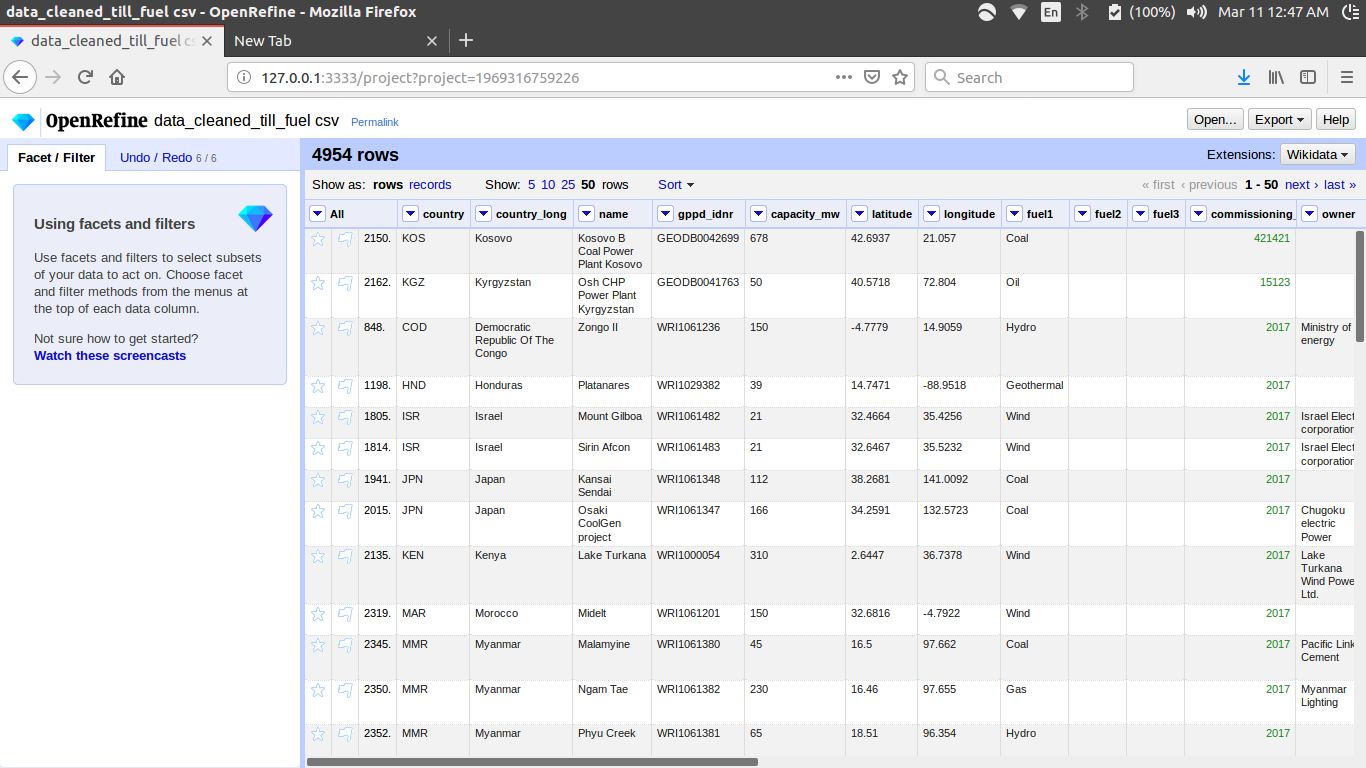 data_cleaned_till_fuel csv - OpenRefine - Mozilla Firefox
En (100%) Mar 11 12:47 AM
data_cleaned_till_fuel cs New Tab
127.0.0.1:3333/project?project=1969316759226 Search
OpenRefine data_cleaned_till_fuel csv Permalink Open... Export Help
Facet / Filter Undo / Redo 6 / 6 4954 rows Extensions: Wikidata
Using facets and filters
Use facets and filters to select subsets
of your data to act on. Choose facet
and filter methods from the menus at
the top of each data column.
Not sure how to get started?
Watch these screencasts
Show as: rows records Show: 5 10 25 50 rows Sort « first ‹ previous 1 - 50 next › last »
All country country_long name gppd_idnr capacity_mw latitude longitude fuel1 fuel2 fuel3 commissioning_ owner
2150. KOS Kosovo Kosovo B GEODB0042699 678 42.6937 21.057 Coal 421421
Coal Power
Plant Kosovo
2162. KGZ Kyrgyzstan Osh CHP GEODB0041763 50 40.5718 72.804 Oil 15123
Power Plant
Kyrgyzstan
848. COD Democratic Zongo II WRI1061236 150 -4.7779 14.9059 Hydro 2017 Ministry of
Republic Of The energy
Congo
1198. HND Honduras Platanares WRI1029382 39 14.7471 -88.9518 Geothermal 2017
1805. ISR Israel Mount Gilboa WRI1061482 21 32.4664 35.4256 Wind 2017 Israel Elect
corporation
1814. ISR Israel Sirin Afcon WRI1061483 21 32.6467 35.5232 Wind 2017 Israel Elect
corporation
1941. JPN Japan Kansai WRI1061348 112 38.2681 141.0092 Coal 2017
Sendai
2015. JPN Japan Osaki WRI1061347 166 34.2591 132.5723 Coal 2017 Chugoku
CoolGen electric
project Power
2135. KEN Kenya Lake Turkana WRI1000054 310 2.6447 36.7378 Wind 2017 Lake
Turkana
Wind Powe
Ltd.
2319. MAR Morocco Midelt WRI1061201 150 32.6816 -4.7922 Wind 2017
2345. MMR Myanmar Malamyine WRI1061380 45 16.5 97.662 Coal 2017 Pacific Link
Cement
2350. MMR Myanmar Ngam Tae WRI1061382 230 16.46 97.655 Gas 2017 Myanmar
Lighting
2352. MMR Myanmar Phyu Creek WRI1061381 65 18.51 96.354 Hydro 2017